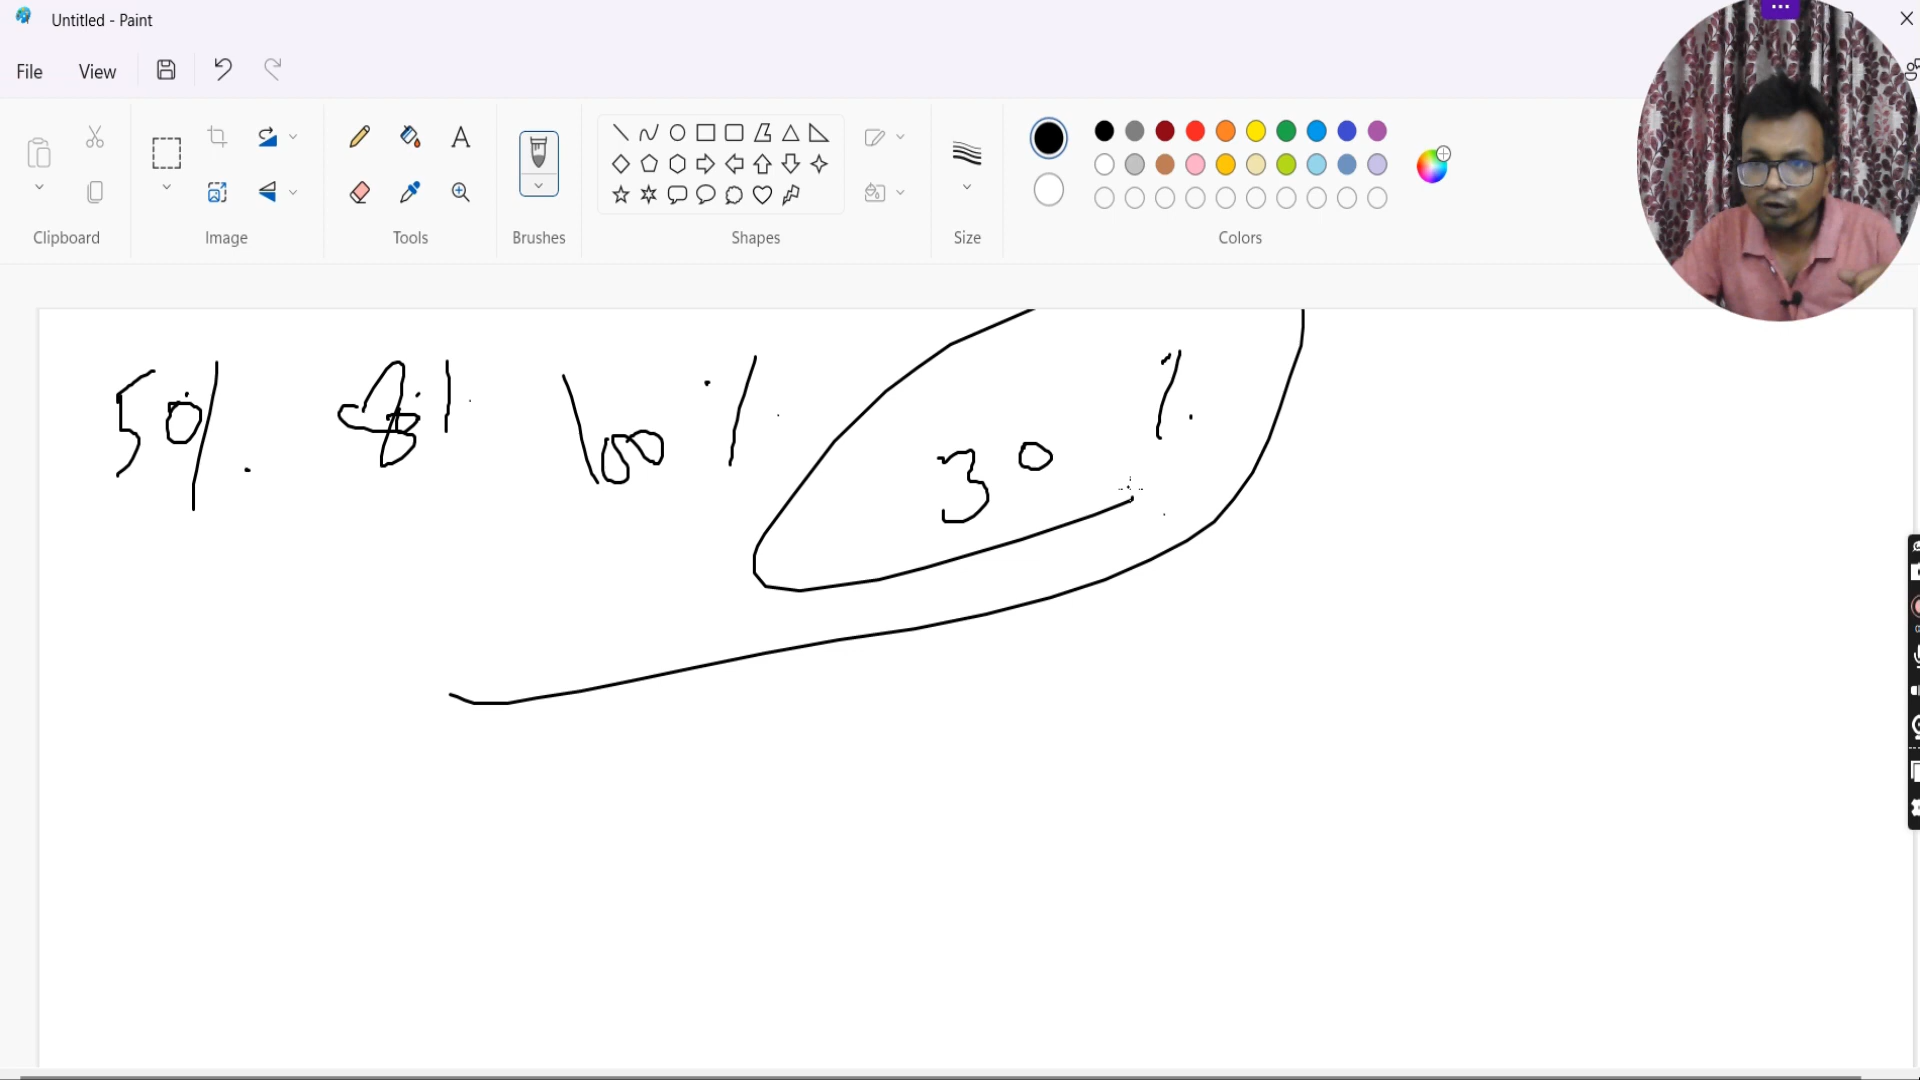 Untitled - Paint
File View
Clipboard Image Tools Brushes Shapes Size Colors
50% 100% 30%